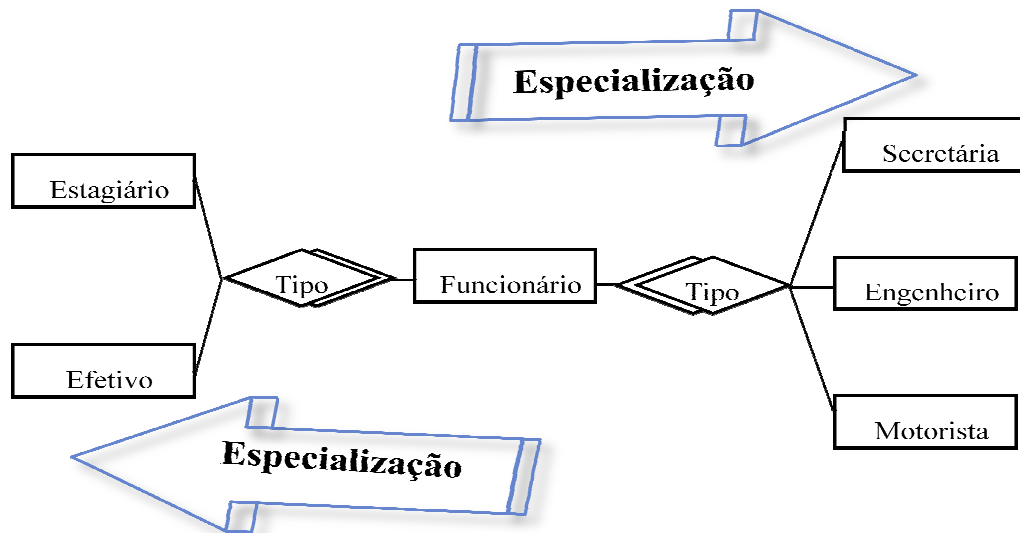 Especialização
Secretária
Estagiário
Tipo
Funcionário
Tipo
Engenheiro
Efetivo
Motorista
Especialização